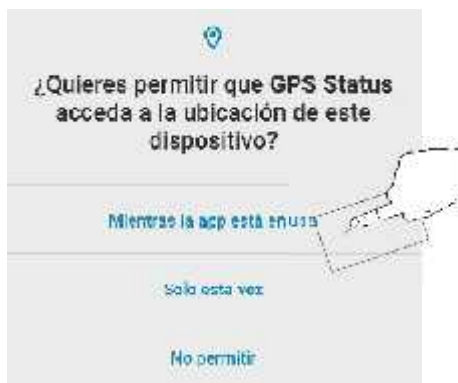 ¿Quieres permitir que GPS Status
acceda a la ubicación de este
dispositivo?
Mientras la app está en uso
Solo esta vez
No permitir